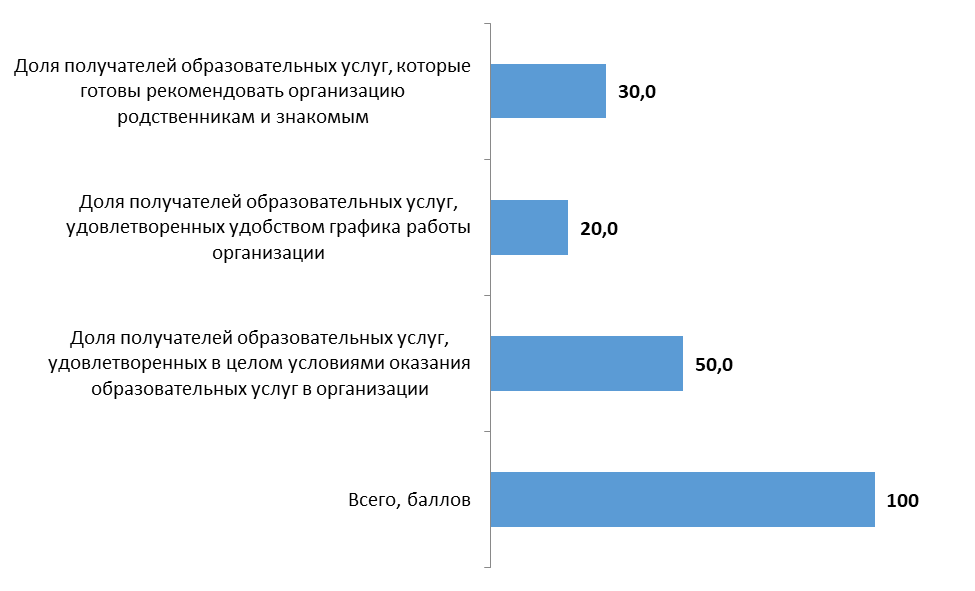 Доля получателей образовательных услуг, которые
готовы рекомендовать организацию
родственникам и знакомым
30,0
Доля получателей образовательных услуг,
удовлетворенных удобством графика работы
организации
20,0
Доля получателей образовательных услуг,
удовлетворенных в целом условиями оказания
образовательных услуг в организации
50,0
Всего, баллов
100